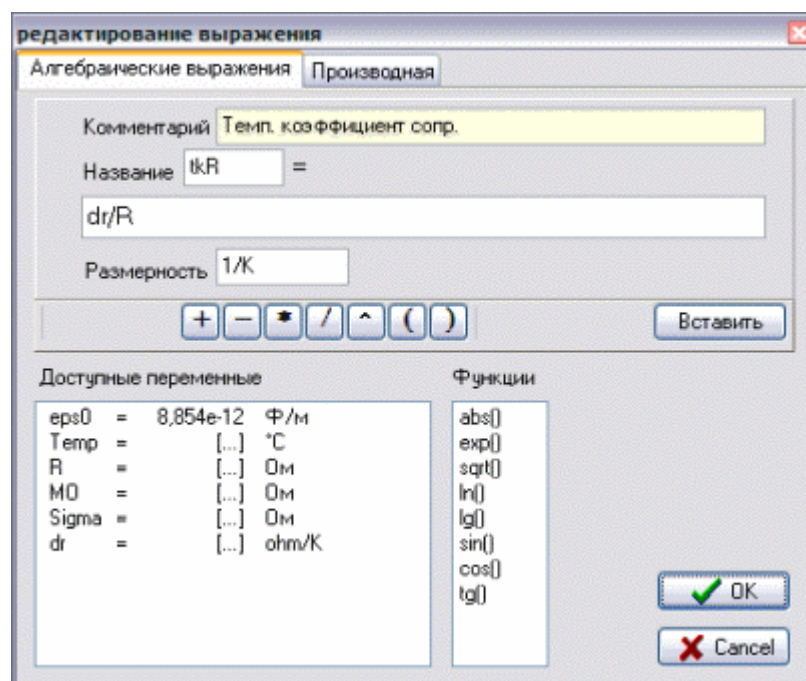 редактирование выражения
Алгебраические выражения Производная
Комментарий Темп. коэффициент сопр.
Название tkR =
dr/R
Размерность 1/K
+ − * / ^ ( ) Вставить
Доступные переменные Функции
eps0 = 8,854e-12 Ф/м abs()
Temp = [...] °C exp()
R = [...] Ом sqrt()
M0 = [...] Ом ln()
Sigma = [...] Ом lg()
dr = [...] ohm/K sin()
cos()
tg()
OK
Cancel